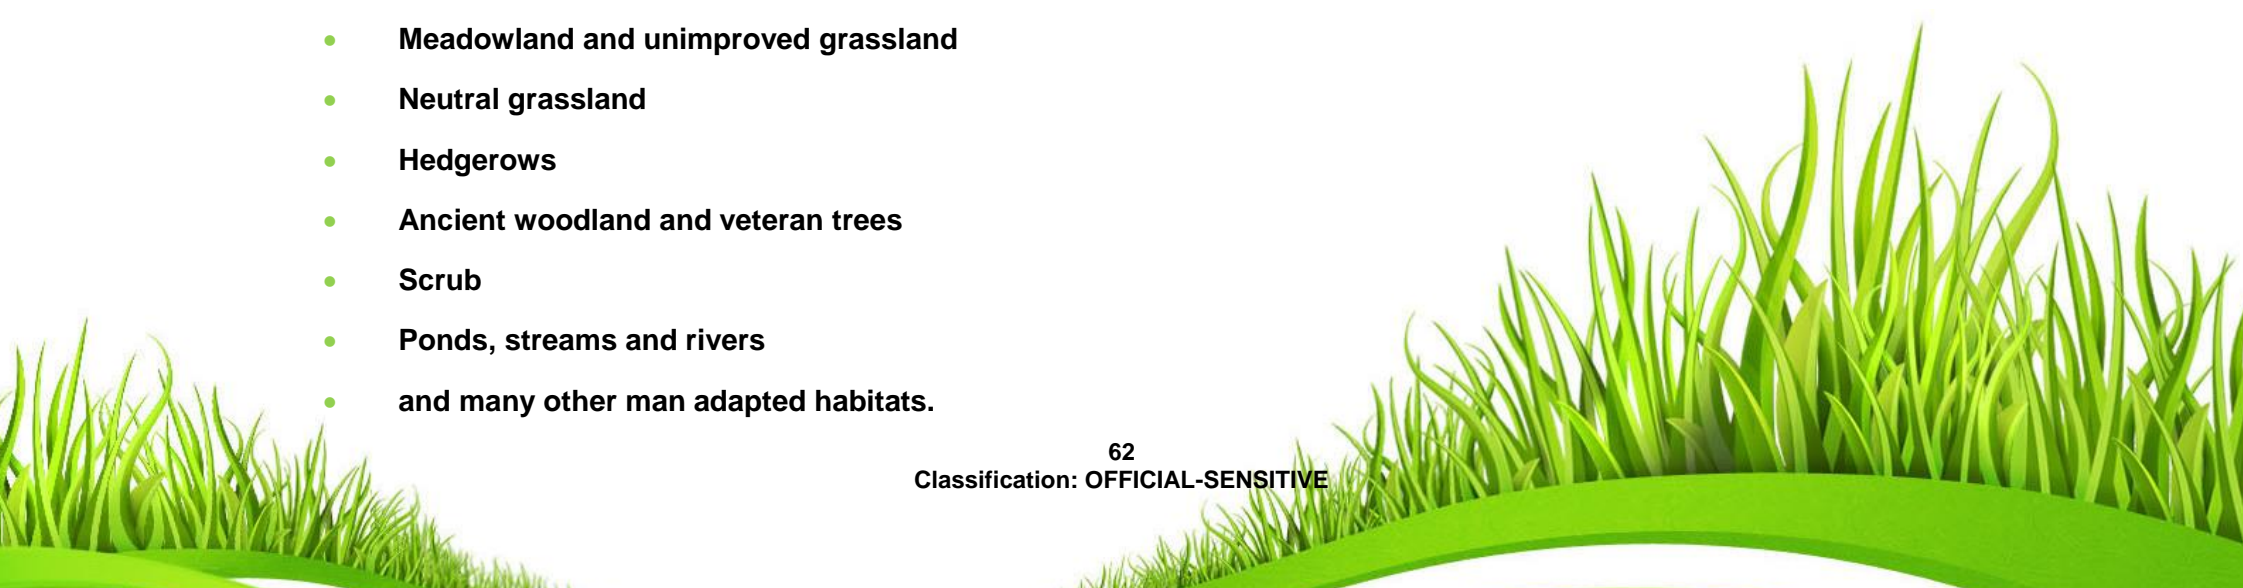 • Meadowland and unimproved grassland
• Neutral grassland
• Hedgerows
• Ancient woodland and veteran trees
• Scrub
• Ponds, streams and rivers
• and many other man adapted habitats.
62
Classification: OFFICIAL-SENSITIVE